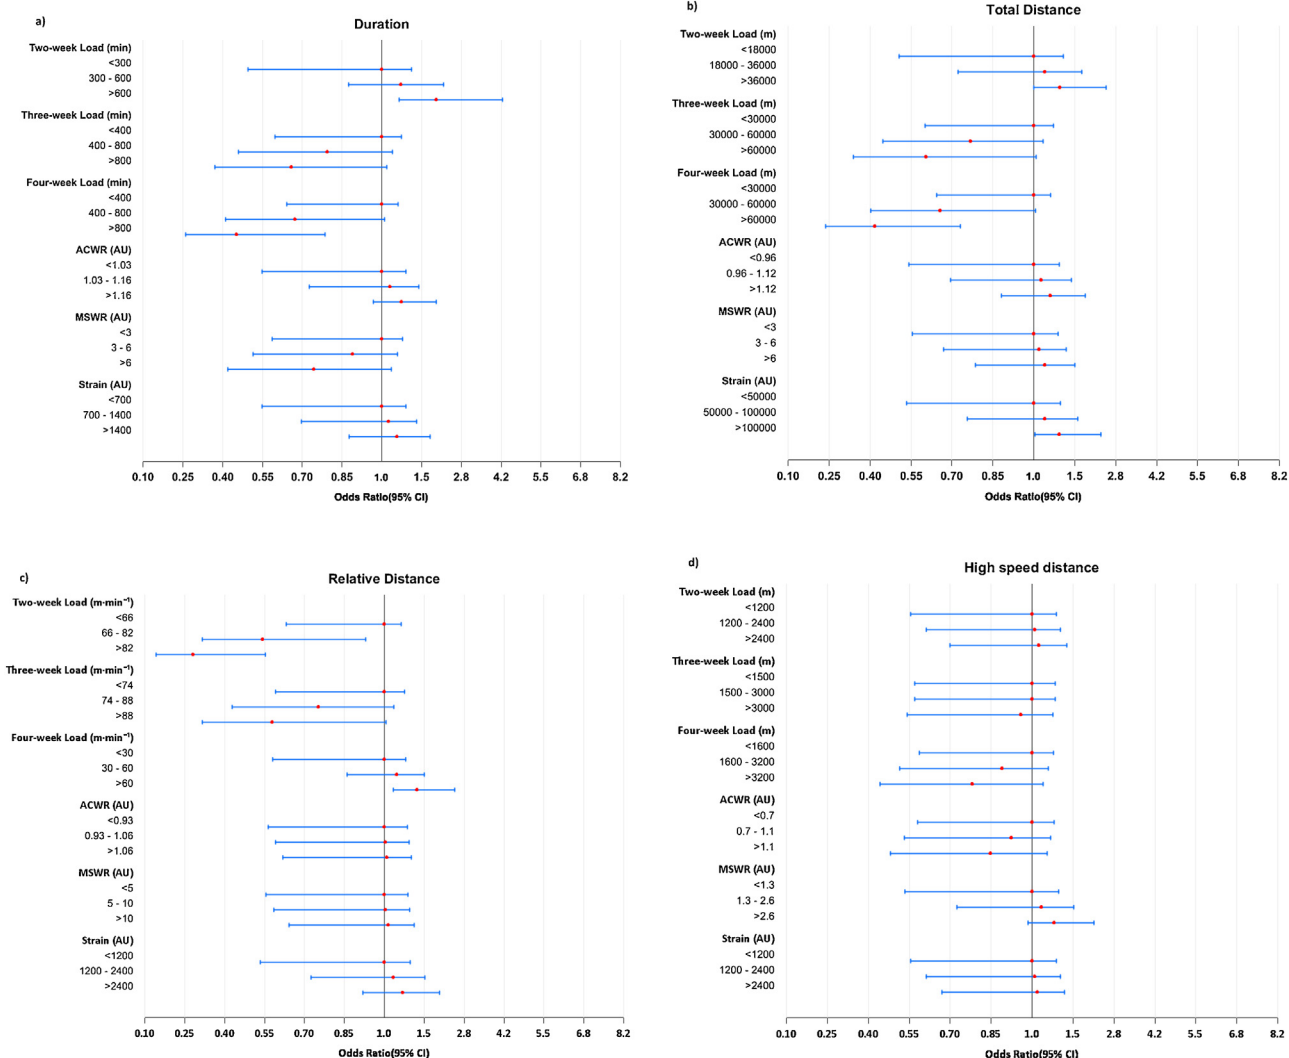 a)
Duration
Two-week Load (min)
<300
300 - 600
>600
Three-week Load (min)
<400
400 - 800
>800
Four-week Load (min)
<400
400 - 800
>800
ACWR (AU)
<1.03
1.03 - 1.16
>1.16
MSWR (AU)
<3
3 - 6
>6
Strain (AU)
<700
700 - 1400
>1400
0.10 0.25 0.40 0.55 0.70 0.85 1.0 1.5 2.8 4.2 5.5 6.8 8.2
Odds Ratio(95% CI)
b)
Total Distance
Two-week Load (m)
<18000
18000 - 36000
>36000
Three-week Load (m)
<30000
30000 - 60000
>60000
Four-week Load (m)
<30000
30000 - 60000
>60000
ACWR (AU)
<0.96
0.96 - 1.12
>1.12
MSWR (AU)
<3
3 - 6
>6
Strain (AU)
<50000
50000 - 100000
>100000
0.10 0.25 0.40 0.55 0.70 0.85 1.0 1.5 2.8 4.2 5.5 6.8 8.2
Odds Ratio(95% CI)
c)
Relative Distance
Two-week Load (m·min⁻¹)
<66
66 - 82
>82
Three-week Load (m·min⁻¹)
<74
74 - 88
>88
Four-week Load (m·min⁻¹)
<30
30 - 60
>60
ACWR (AU)
<0.93
0.93 - 1.06
>1.06
MSWR (AU)
<5
5 - 10
>10
Strain (AU)
<1200
1200 - 2400
>2400
0.10 0.25 0.40 0.55 0.70 0.85 1.0 1.5 2.8 4.2 5.5 6.8 8.2
Odds Ratio(95% CI)
d)
High speed distance
Two-week Load (m)
<1200
1200 - 2400
>2400
Three-week Load (m)
<1500
1500 - 3000
>3000
Four-week Load (m)
<1600
1600 - 3200
>3200
ACWR (AU)
<0.7
0.7 - 1.1
>1.1
MSWR (AU)
<1.3
1.3 - 2.6
>2.6
Strain (AU)
<1200
1200 - 2400
>2400
0.10 0.25 0.40 0.55 0.70 0.85 1.0 1.5 2.8 4.2 5.5 6.8 8.2
Odds Ratio(95% CI)